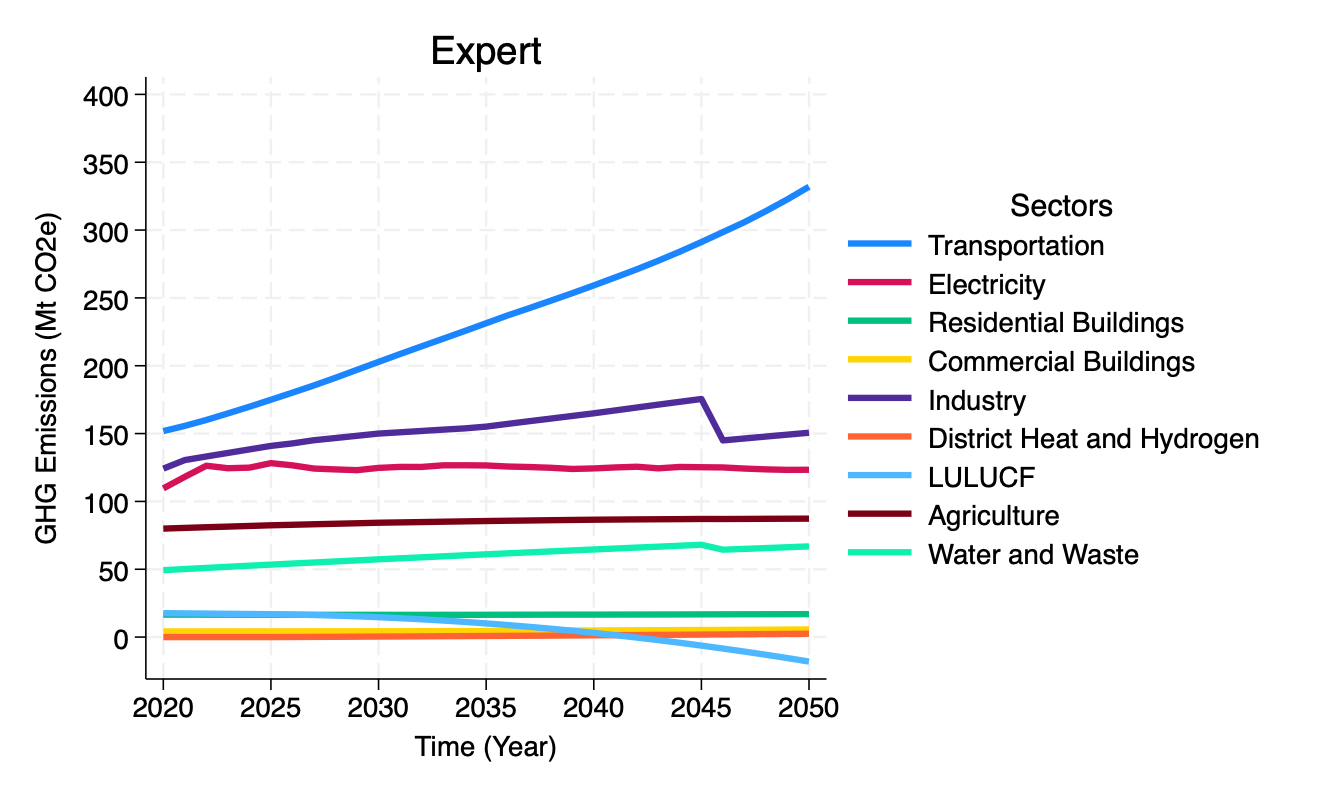 Expert
400
350
300
250
200
150
100
50
0
GHG Emissions (Mt CO2e)
2020 2025 2030 2035 2040 2045 2050
Time (Year)
Sectors
Transportation
Electricity
Residential Buildings
Commercial Buildings
Industry
District Heat and Hydrogen
LULUCF
Agriculture
Water and Waste